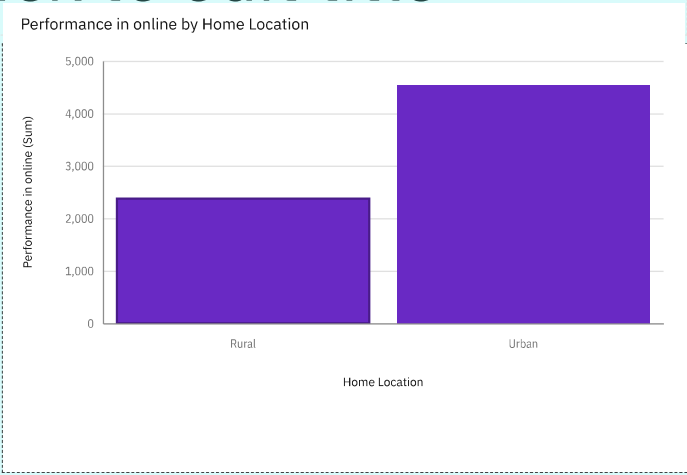 Performance in online by Home Location
5,000
4,000
3,000
2,000
1,000
0
Performance in online (Sum)
Rural
Urban
Home Location